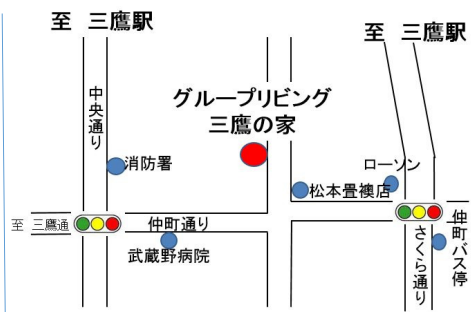 至 三鷹駅
至 三鷹駅
中央通り
グループリビング
三鷹の家
消防署
ローソン
松本畳襖店
至 三鷹通
仲町通り
武蔵野病院
さくら通り
仲町バス停